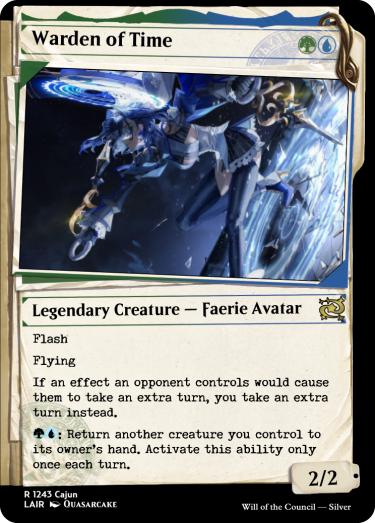 Warden of Time
Legendary Creature — Faerie Avatar
Flash
Flying
If an effect an opponent controls would cause
them to take an extra turn, you take an extra
turn instead.
: Return another creature you control to
its owner's hand. Activate this ability only
once each turn.
2/2
R 1243 Cajun
LAIR Quasarcake
Will of the Council — Silver